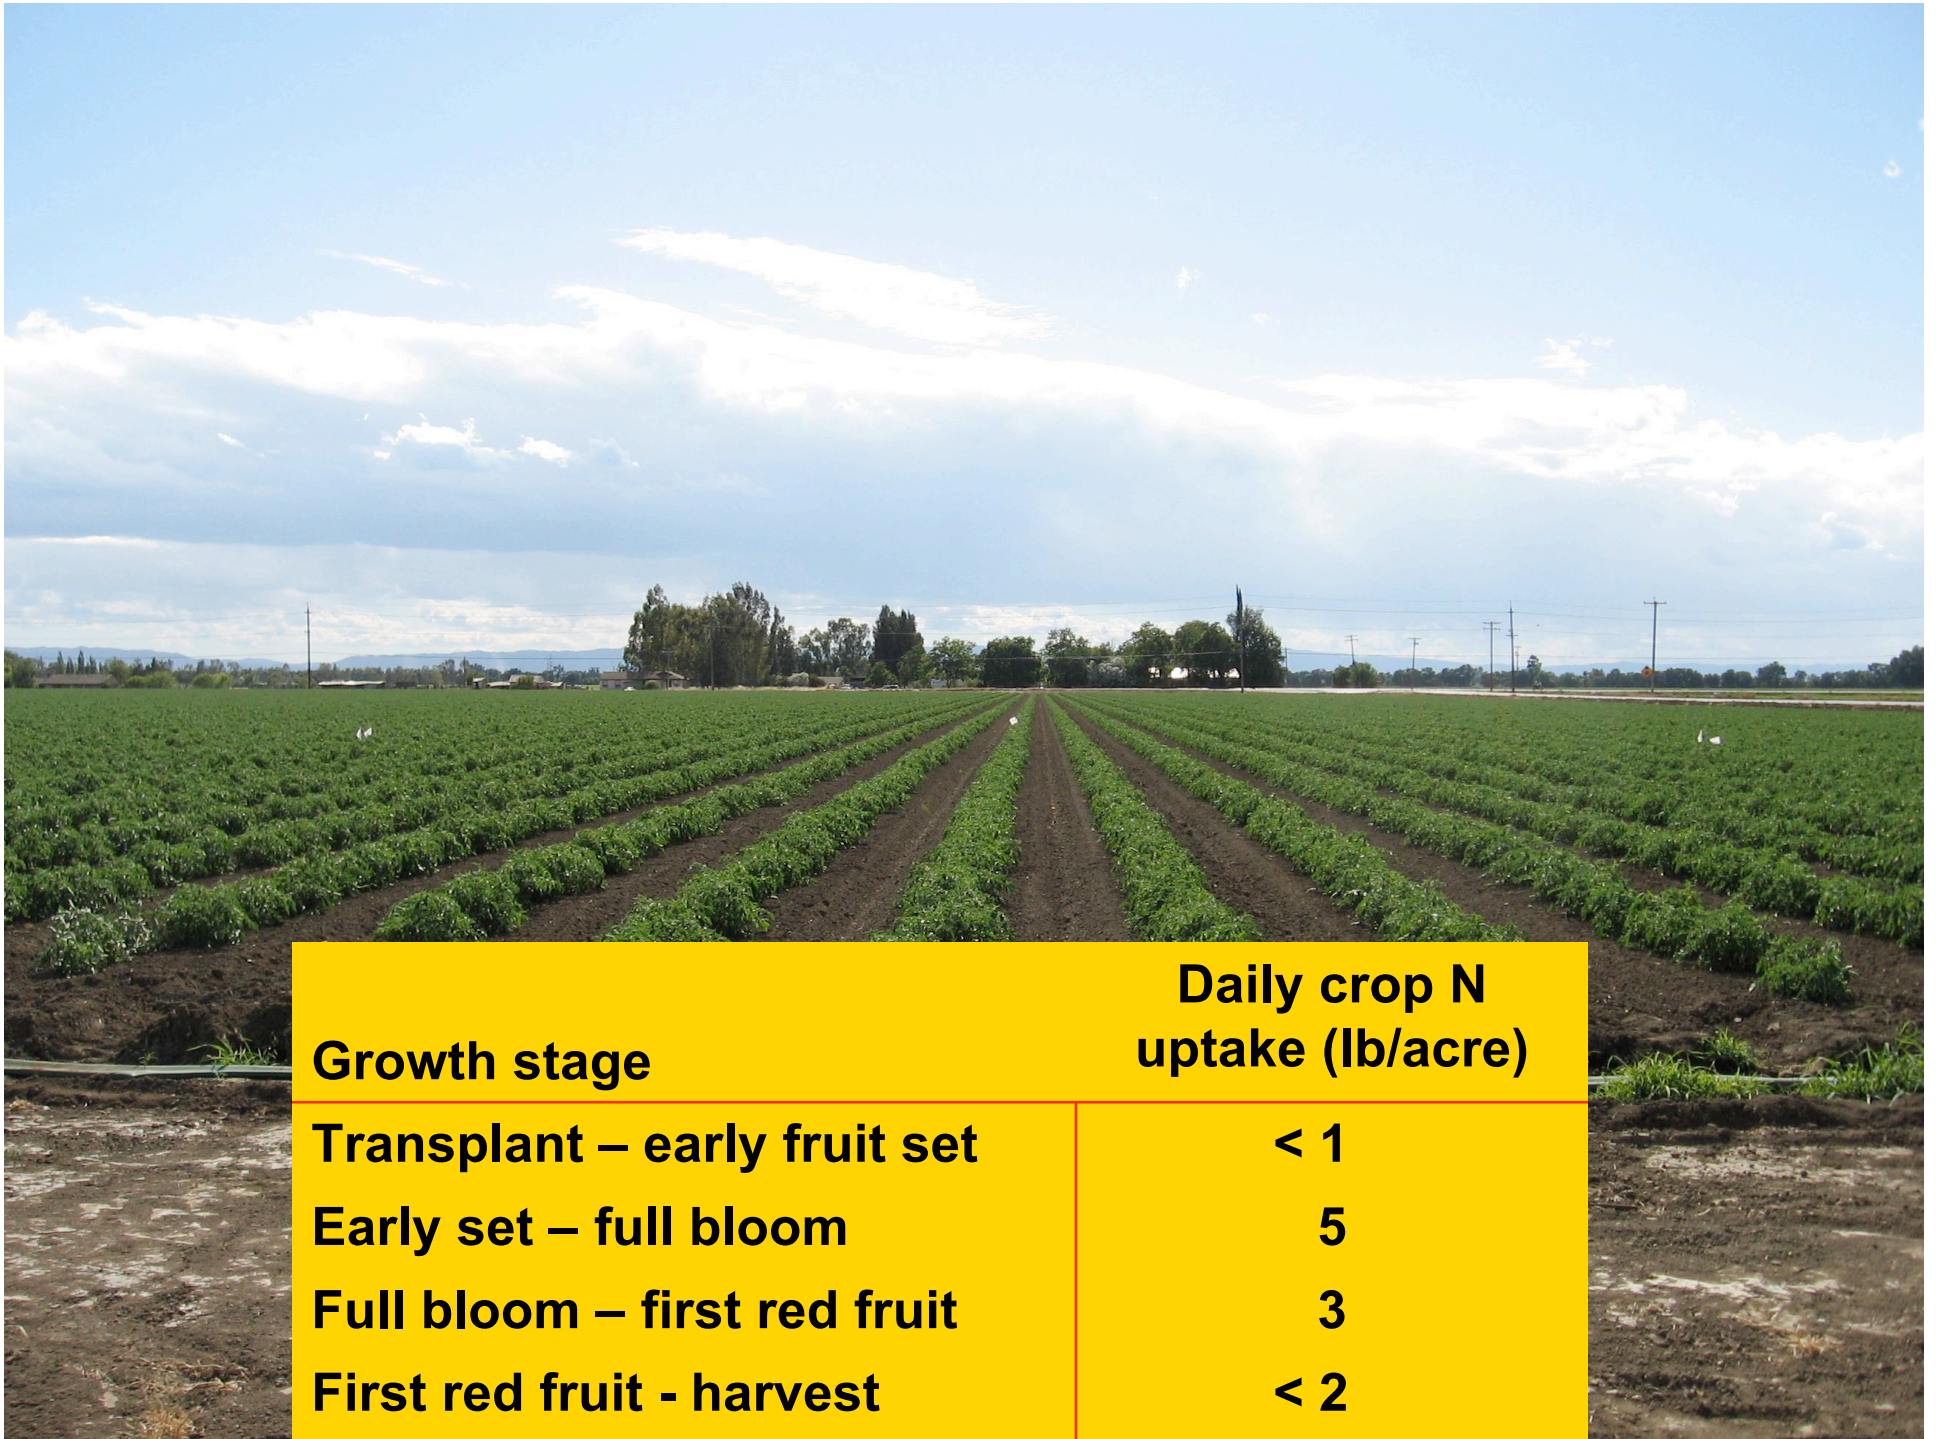 Daily crop N
uptake (lb/acre)
Growth stage
Transplant – early fruit set < 1
Early set – full bloom 5
Full bloom – first red fruit 3
First red fruit - harvest < 2